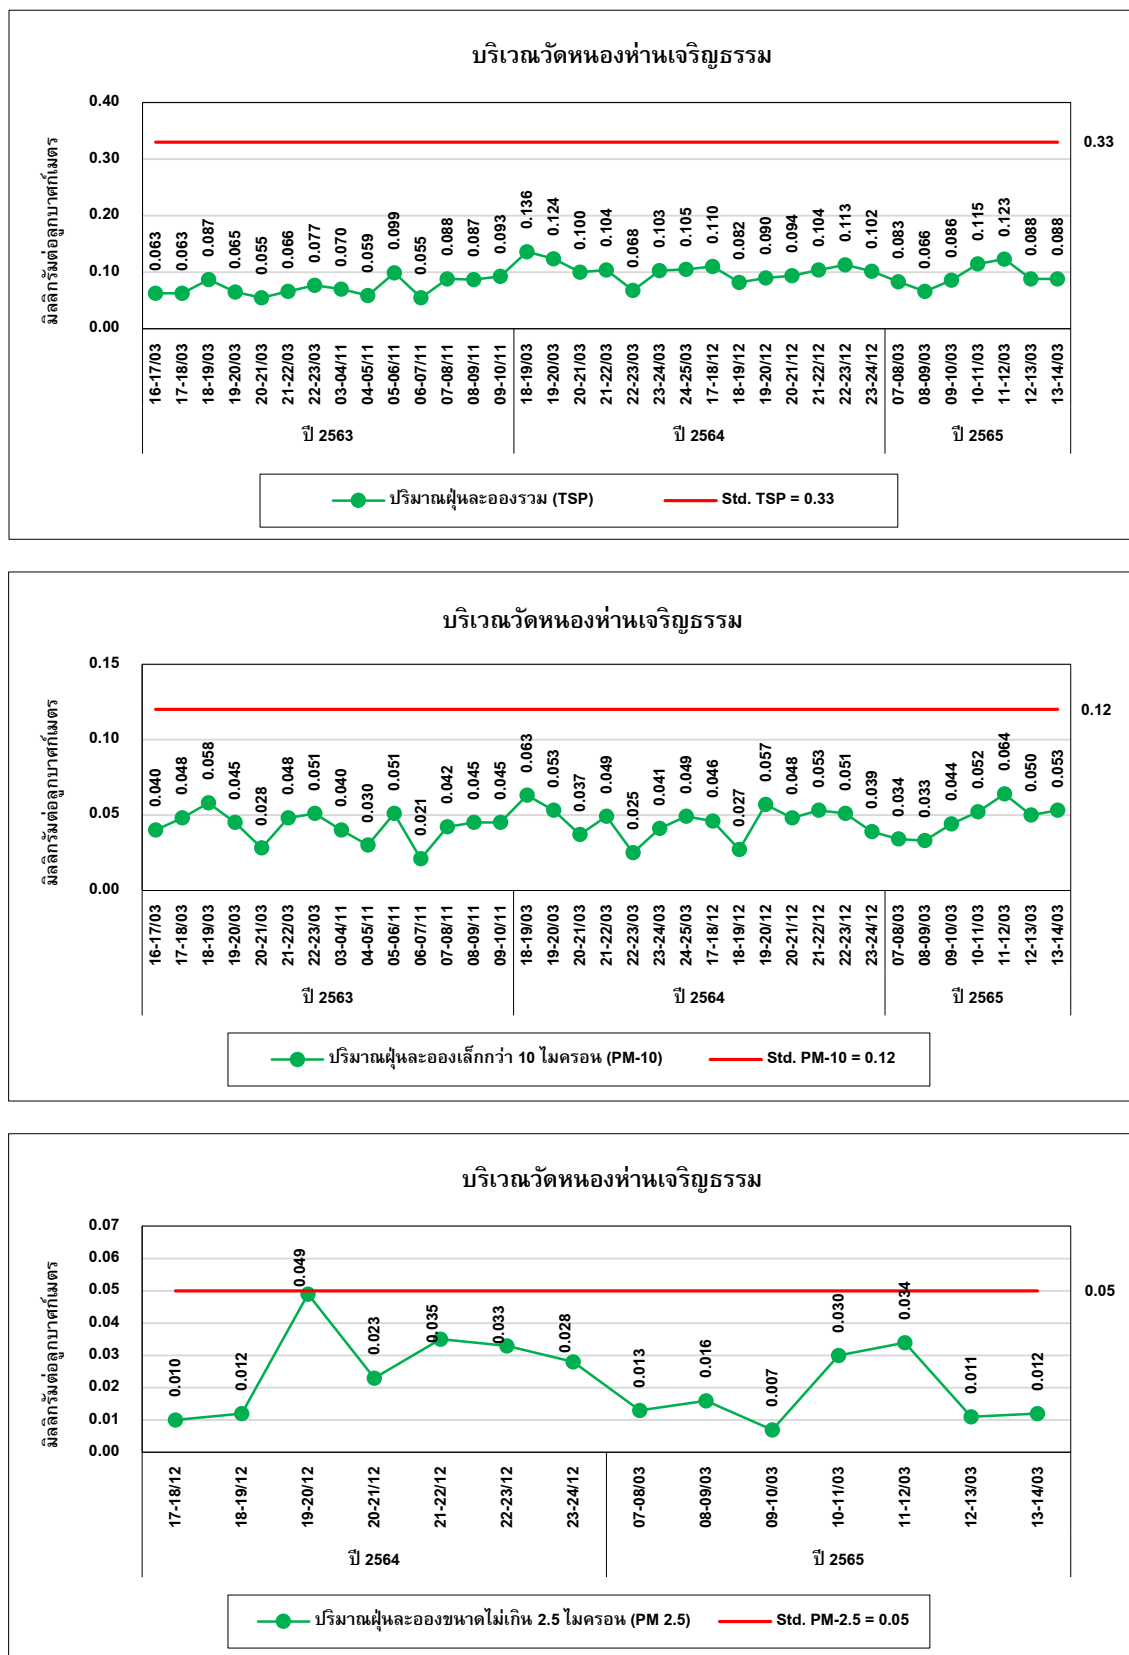 บริเวณวัดหนองห่านเจริญธรรม
มิลลิกรัมต่อลูกบาศก์เมตร
0.40
0.30
0.20
0.10
0.00
0.33
0.063 0.063 0.087 0.065 0.055 0.066 0.077 0.070 0.059 0.099 0.055 0.088 0.087 0.093 0.136 0.124 0.100 0.104 0.068 0.103 0.105 0.110 0.082 0.090 0.094 0.104 0.113 0.102 0.083 0.066 0.086 0.115 0.123 0.088 0.088
16-17/03 17-18/03 18-19/03 19-20/03 20-21/03 21-22/03 22-23/03 03-04/11 04-05/11 05-06/11 06-07/11 07-08/11 08-09/11 09-10/11 18-19/03 19-20/03 20-21/03 21-22/03 22-23/03 23-24/03 24-25/03 17-18/12 18-19/12 19-20/12 20-21/12 21-22/12 22-23/12 23-24/12 07-08/03 08-09/03 09-10/03 10-11/03 11-12/03 12-13/03 13-14/03
ปี 2563 ปี 2564 ปี 2565
ปริมาณฝุ่นละอองรวม (TSP) Std. TSP = 0.33
บริเวณวัดหนองห่านเจริญธรรม
มิลลิกรัมต่อลูกบาศก์เมตร
0.15
0.10
0.05
0.00
0.12
0.040 0.048 0.058 0.045 0.028 0.048 0.051 0.040 0.030 0.051 0.021 0.042 0.045 0.045 0.063 0.053 0.037 0.049 0.025 0.041 0.049 0.046 0.027 0.057 0.048 0.053 0.051 0.039 0.034 0.033 0.044 0.052 0.064 0.050 0.053
16-17/03 17-18/03 18-19/03 19-20/03 20-21/03 21-22/03 22-23/03 03-04/11 04-05/11 05-06/11 06-07/11 07-08/11 08-09/11 09-10/11 18-19/03 19-20/03 20-21/03 21-22/03 22-23/03 23-24/03 24-25/03 17-18/12 18-19/12 19-20/12 20-21/12 21-22/12 22-23/12 23-24/12 07-08/03 08-09/03 09-10/03 10-11/03 11-12/03 12-13/03 13-14/03
ปี 2563 ปี 2564 ปี 2565
ปริมาณฝุ่นละอองเล็กกว่า 10 ไมครอน (PM-10) Std. PM-10 = 0.12
บริเวณวัดหนองห่านเจริญธรรม
มิลลิกรัมต่อลูกบาศก์เมตร
0.07
0.06
0.05
0.04
0.03
0.02
0.01
0.00
0.05
0.010 0.012 0.049 0.023 0.035 0.033 0.028 0.013 0.016 0.007 0.030 0.034 0.011 0.012
17-18/12 18-19/12 19-20/12 20-21/12 21-22/12 22-23/12 23-24/12 07-08/03 08-09/03 09-10/03 10-11/03 11-12/03 12-13/03 13-14/03
ปี 2564 ปี 2565
ปริมาณฝุ่นละอองขนาดไม่เกิน 2.5 ไมครอน (PM 2.5) Std. PM-2.5 = 0.05